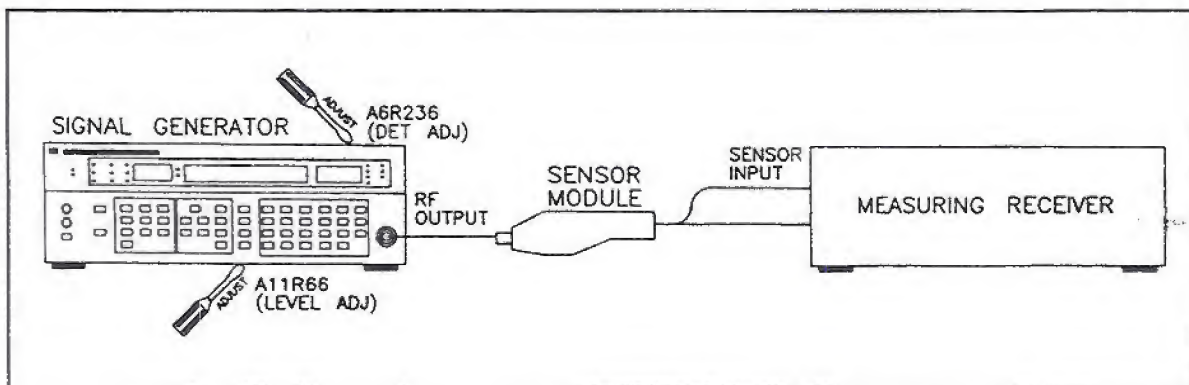 ADJUST
A6R236
(DET ADJ)
SIGNAL GENERATOR
RF
OUTPUT
SENSOR
MODULE
SENSOR
INPUT
MEASURING RECEIVER
ADJUST
A11R66
(LEVEL ADJ)